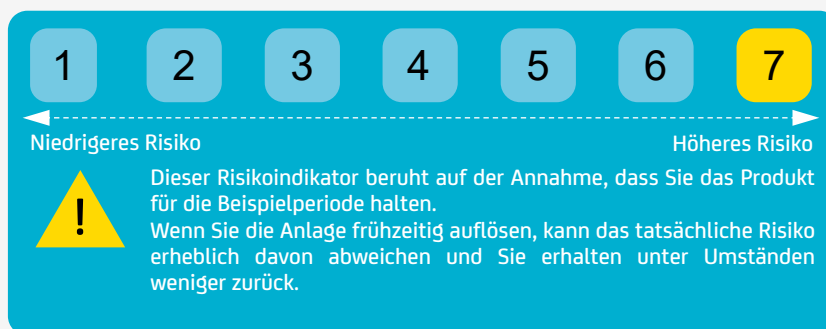 1 2 3 4 5 6 7
Niedrigeres Risiko Höheres Risiko
!
Dieser Risikoindikator beruht auf der Annahme, dass Sie das Produkt
für die Beispielperiode halten.
Wenn Sie die Anlage frühzeitig auflösen, kann das tatsächliche Risiko
erheblich davon abweichen und Sie erhalten unter Umständen
weniger zurück.